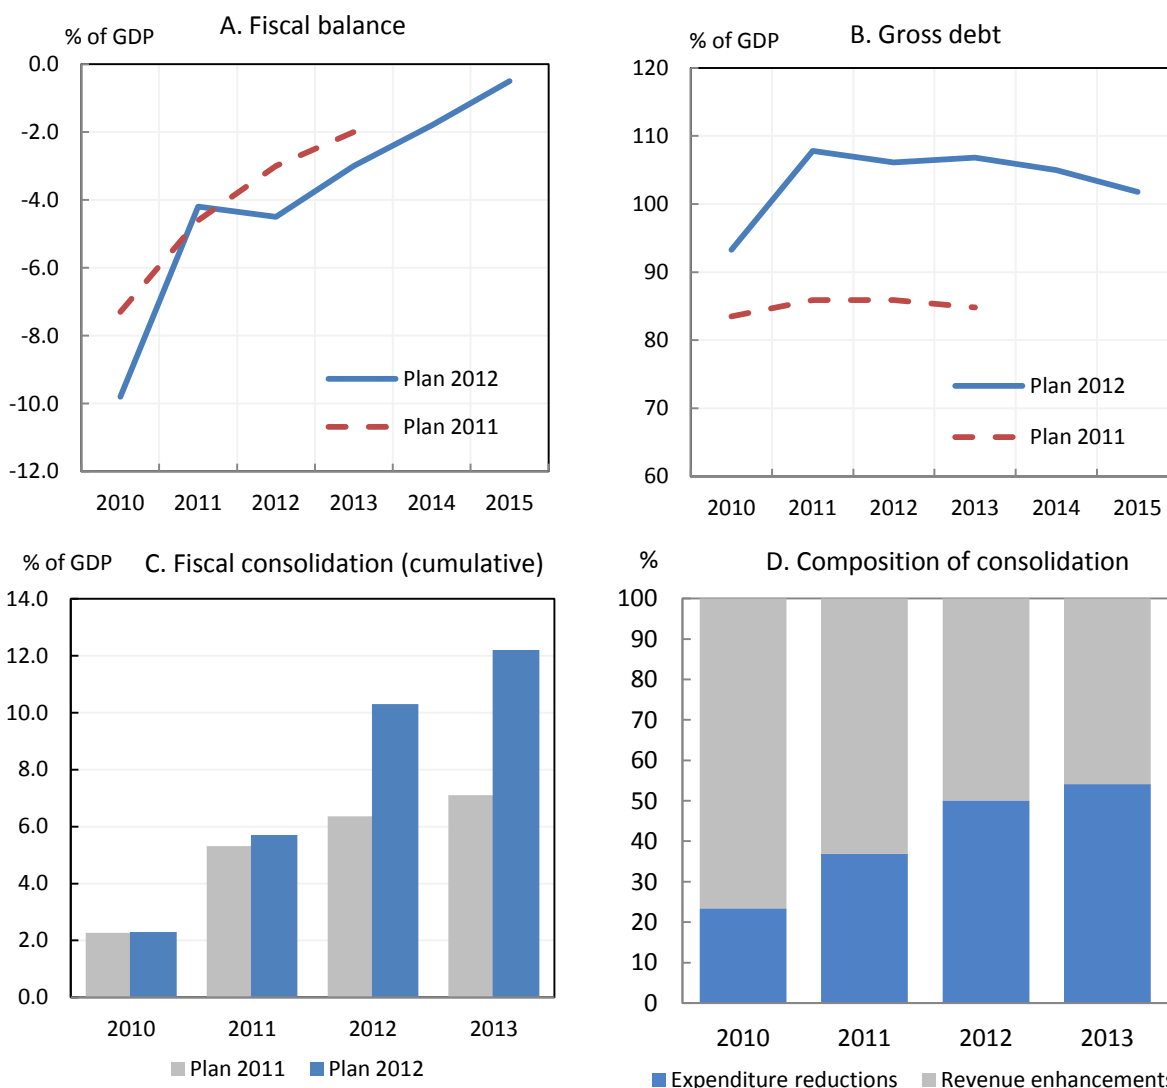 A. Fiscal balance
% of GDP
0.0
-2.0
-4.0
-6.0
-8.0
-10.0
-12.0
Plan 2012
Plan 2011
2010 2011 2012 2013 2014 2015
B. Gross debt
% of GDP
120
110
100
90
80
70
60
Plan 2012
Plan 2011
2010 2011 2012 2013 2014 2015
% of GDP C. Fiscal consolidation (cumulative)
14.0
12.0
10.0
8.0
6.0
4.0
2.0
0.0
2010 2011 2012 2013
Plan 2011 Plan 2012
% D. Composition of consolidation
100
90
80
70
60
50
40
30
20
10
0
2010 2011 2012 2013
Expenditure reductions Revenue enhancements